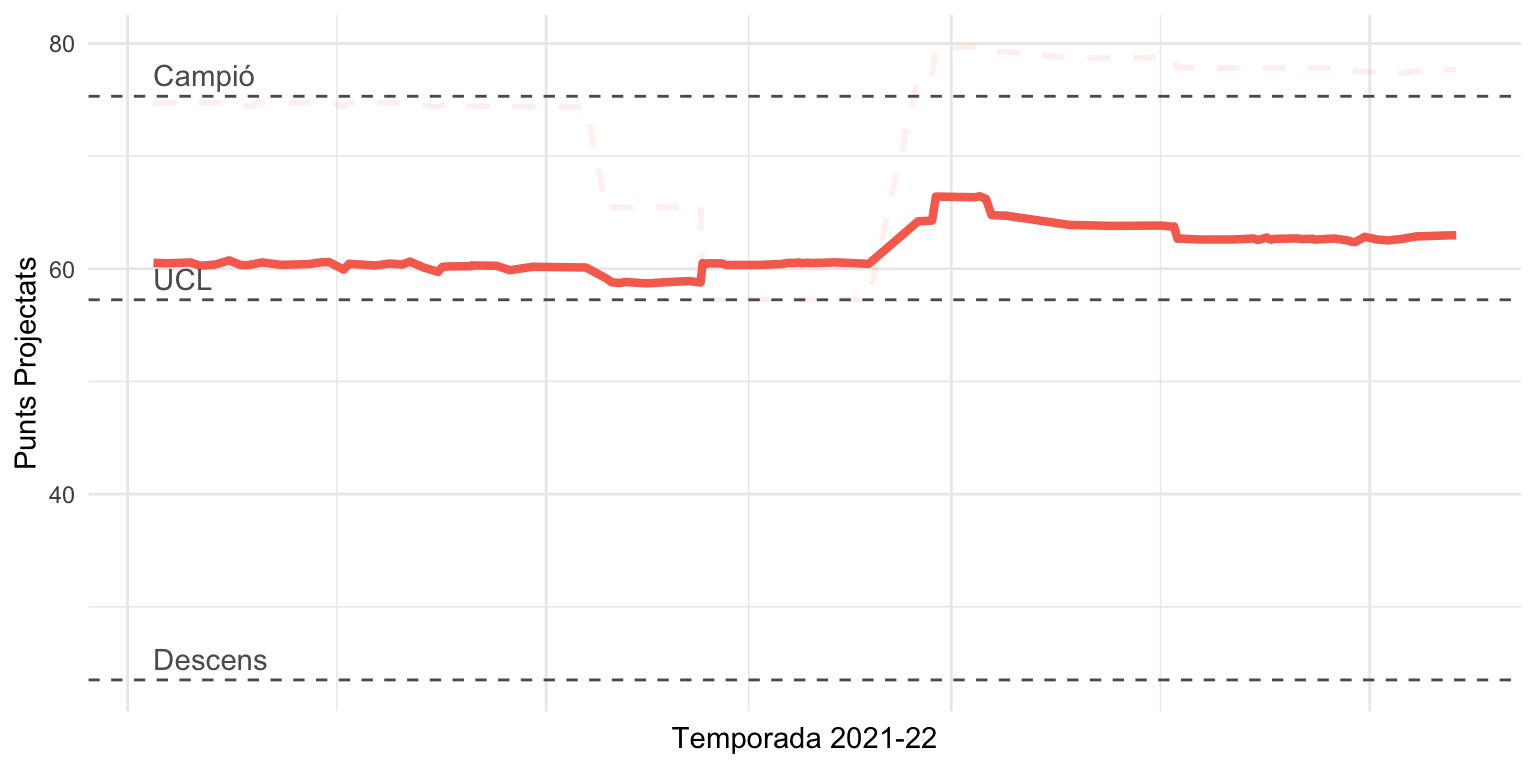 80
Campió
60
UCL
40
Descens
Punts Projectats
Temporada 2021-22